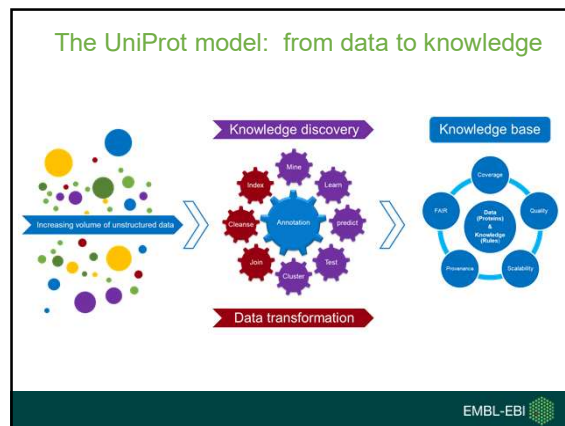 The UniProt model: from data to knowledge
Increasing volume of unstructured data
Knowledge discovery
Mine
Index
Learn
Cleanse
Annotation
predict
Join
Test
Cluster
Data transformation
Knowledge base
Coverage
FAIR
Quality
Data
(Proteins)
&
Knowledge
(Rules)
Provenance
Scalability
EMBL-EBI